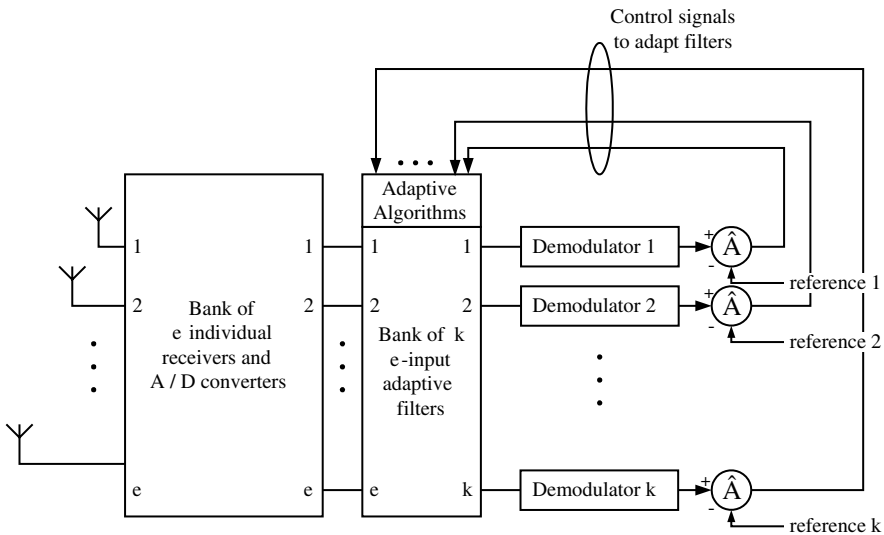 Control signals
to adapt filters
Adaptive
Algorithms
1
1
1
1
Demodulator 1
+
-
Â
reference 1
2
2
2
2
Demodulator 2
+
-
Â
reference 2
Bank of
e individual
receivers and
A / D converters
Bank of k
e-input
adaptive
filters
e
e
e
k
Demodulator k
+
-
Â
reference k